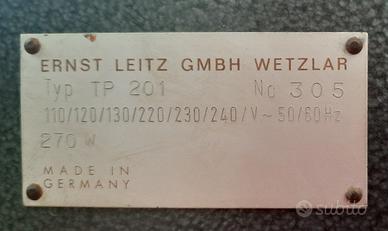 ERNST LEITZ GMBH WETZLAR
Typ TP 201 No 305
110/120/130/220/230/240/V~50/60Hz
270 W
MADE IN
GERMANY
subito